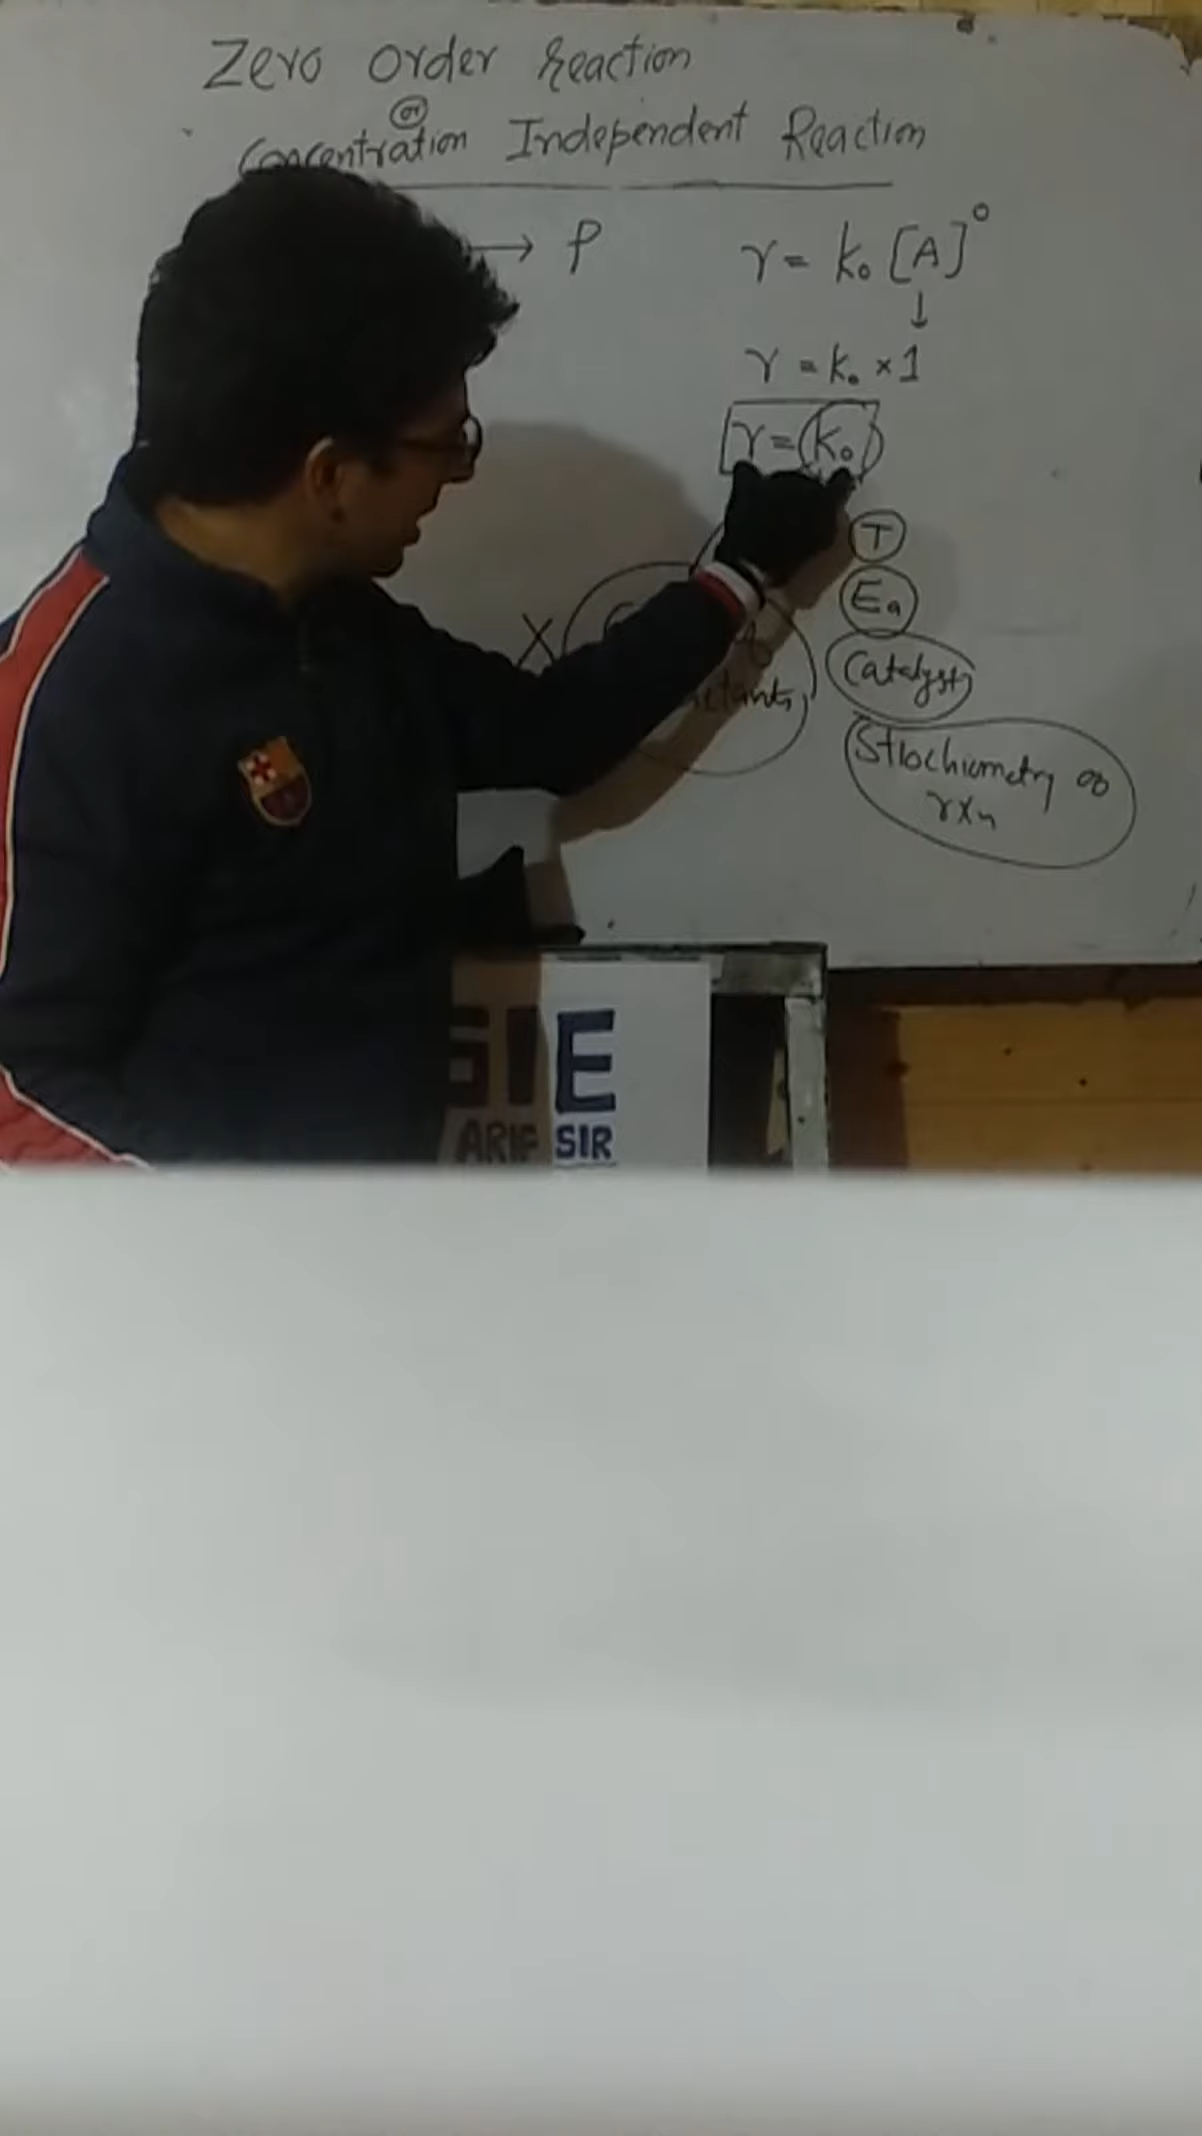 Zero order Reaction
or
Concentration Independent Reaction
→ P
r = k₀ [A]⁰
↓
r = k₀ × 1
r = k₀
T
Ea
X
Catalyst
Stiochiometry of
rxn
SIE
ARIF SIR